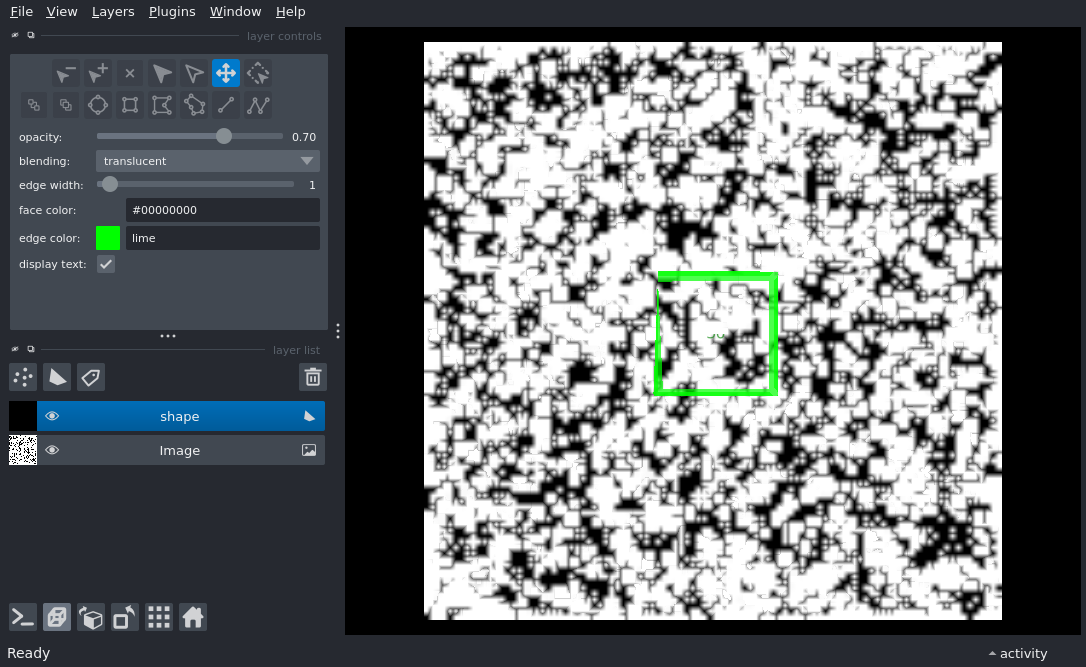 File View Layers Plugins Window Help
layer controls
opacity: 0.70
blending: translucent
edge width: 1
face color: #00000000
edge color: lime
display text:
layer list
shape
Image
Ready
activity